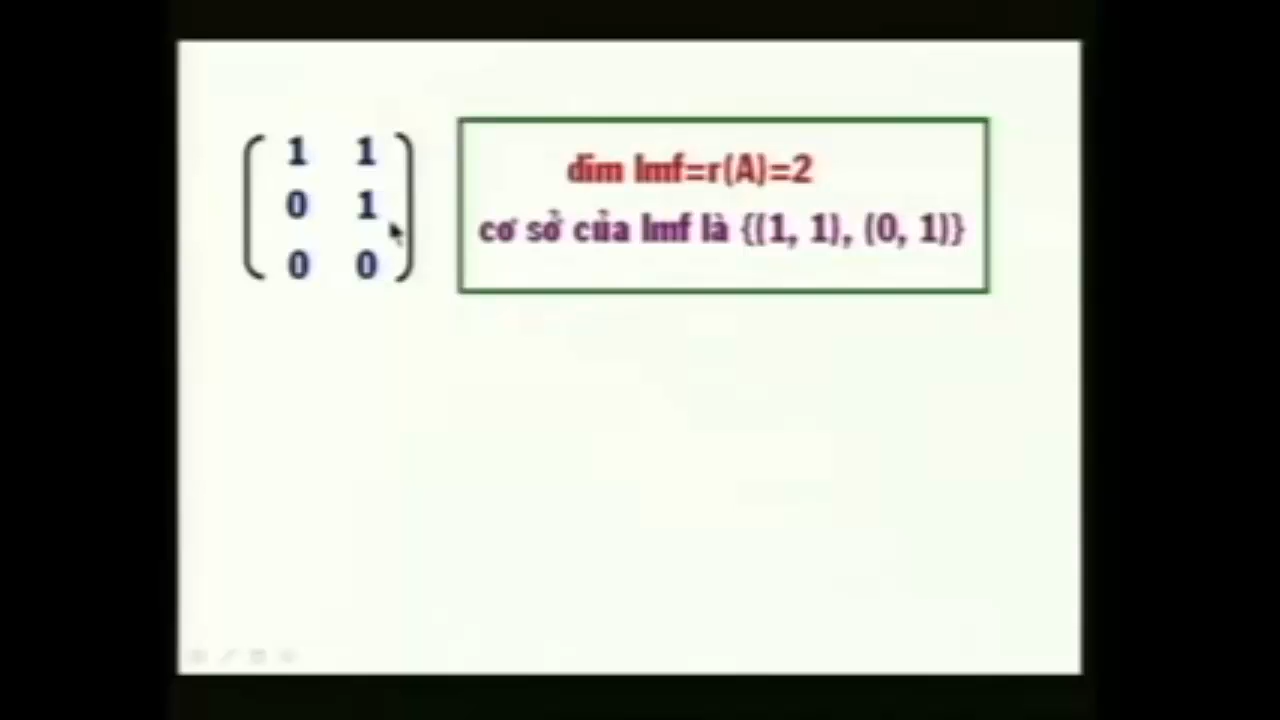 1 1
0 1
0 0
dim Imf=r(A)=2
cơ sở của Imf là {(1, 1), (0, 1)}